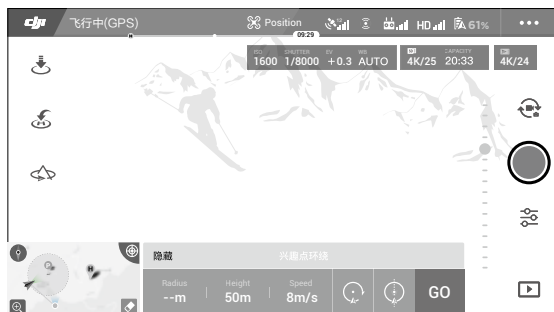 dji 飞行中(GPS) Position 12 HD 61%
09:29
ISO SHUTTER EV WB CAPACITY
1600 1/8000 +0.3 AUTO 4K/25 20:33 4K/24
隐藏 兴趣点环绕
Radius Height Speed
--m 50m 8m/s GO
H